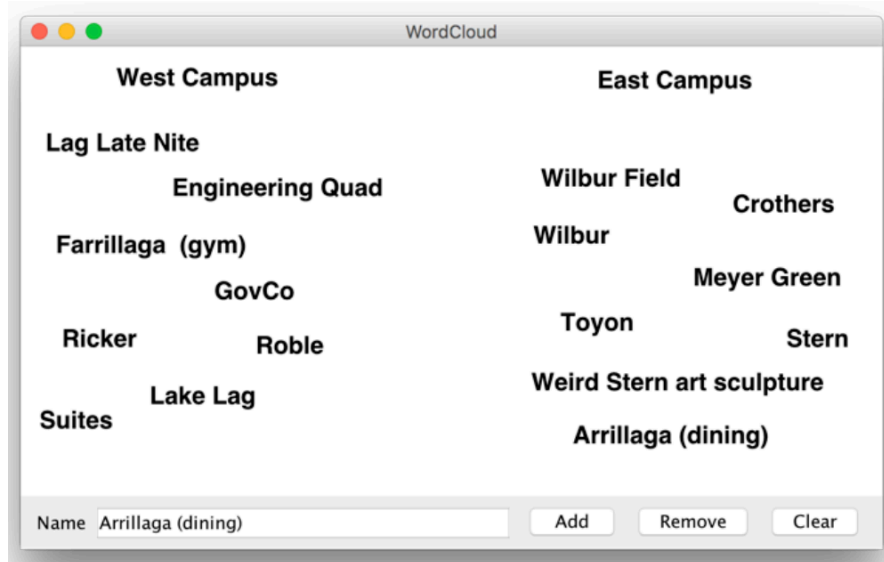 WordCloud
West Campus
East Campus
Lag Late Nite
Wilbur Field
Engineering Quad
Crothers
Wilbur
Farrillaga  (gym)
Meyer Green
GovCo
Toyon
Ricker
Stern
Roble
Weird Stern art sculpture
Lake Lag
Suites
Arrillaga (dining)
Name Arrillaga (dining) Add Remove Clear